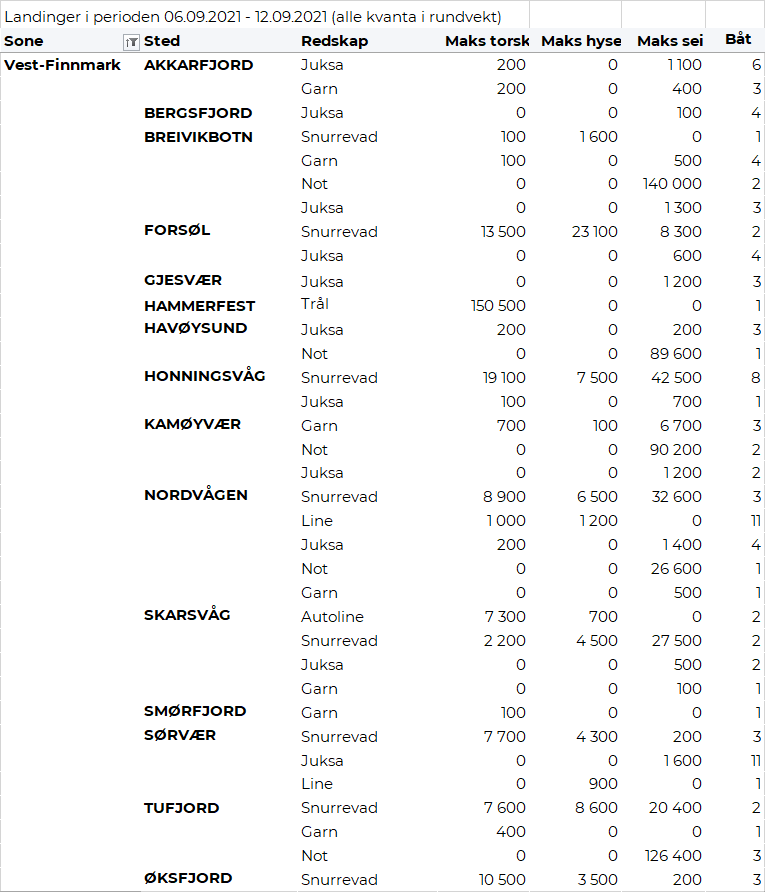 Landinger i perioden 06.09.2021 - 12.09.2021 (alle kvanta i rundvekt)
Sone Sted Redskap Maks torsk Maks hyse Maks sei Båt
Vest-Finnmark AKKARFJORD Juksa 200 0 1 100 6
Garn 200 0 400 3
BERGSFJORD Juksa 0 0 100 4
BREIVIKBOTN Snurrevad 100 1 600 0 1
Garn 100 0 500 4
Not 0 0 140 000 2
Juksa 0 0 1 300 3
FORSØL Snurrevad 13 500 23 100 8 300 2
Juksa 0 0 600 4
GJESVÆR Juksa 0 0 1 200 3
HAMMERFEST Trål 150 500 0 0 1
HAVØYSUND Juksa 200 0 200 3
Not 0 0 89 600 1
HONNINGSVÅG Snurrevad 19 100 7 500 42 500 8
Juksa 100 0 700 1
KAMØYVÆR Garn 700 100 6 700 3
Not 0 0 90 200 2
Juksa 0 0 1 200 2
NORDVÅGEN Snurrevad 8 900 6 500 32 600 3
Line 1 000 1 200 0 11
Juksa 200 0 1 400 4
Not 0 0 26 600 1
Garn 0 0 500 1
SKARSVÅG Autoline 7 300 700 0 2
Snurrevad 2 200 4 500 27 500 2
Juksa 0 0 500 2
Garn 0 0 100 1
SMØRFJORD Garn 100 0 0 1
SØRVÆR Snurrevad 7 700 4 300 200 3
Juksa 0 0 1 600 11
Line 0 900 0 1
TUFJORD Snurrevad 7 600 8 600 20 400 2
Garn 400 0 0 1
Not 0 0 126 400 3
ØKSFJORD Snurrevad 10 500 3 500 200 3